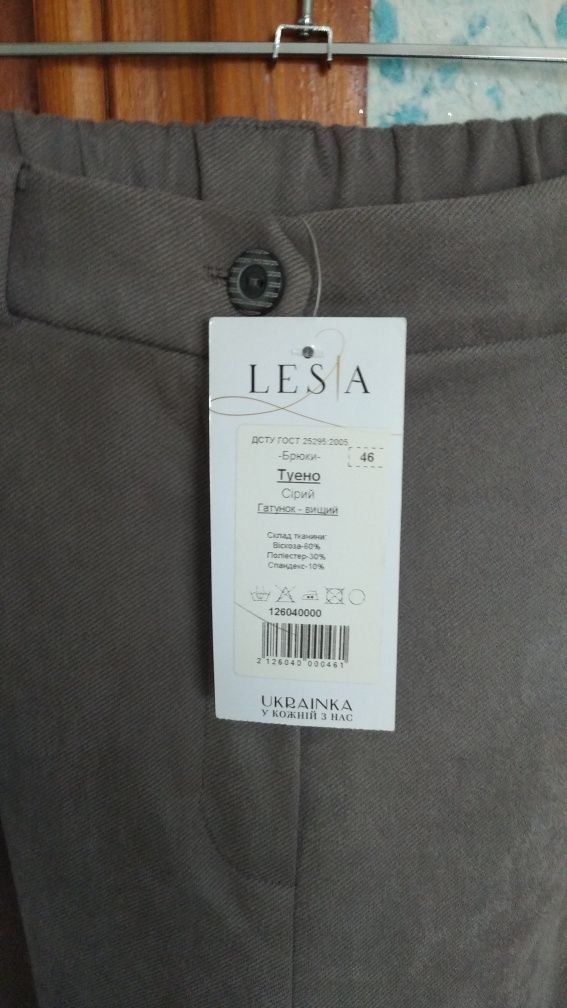 LESIA
ДСТУ ГОСТ 25295:2005
-Брюки-
46
Туено
Сірий
Гатунок - вищий
Склад тканини:
Віскоза-60%
Поліестер-30%
Спандекс-10%
126040000
2 126040 000461
UKRAINKA
У КОЖНІЙ З НАС